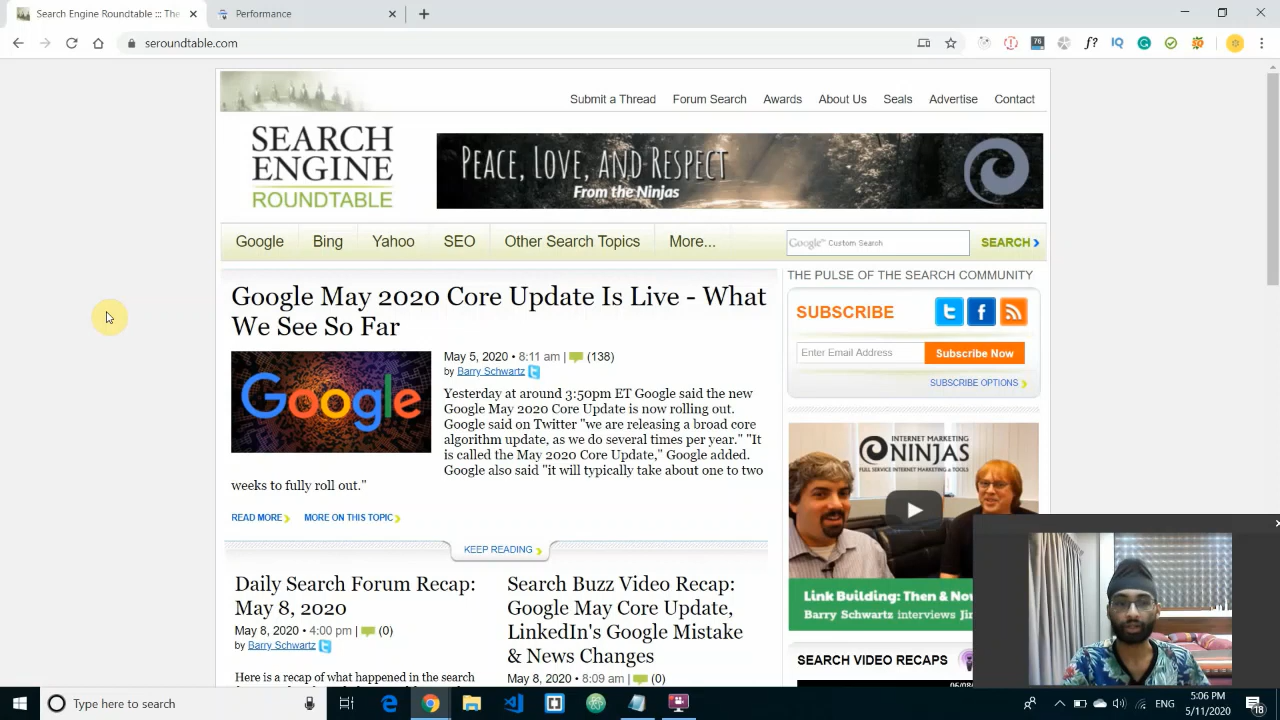 Search Engine Roundtable ::: The
Performance
seroundtable.com
76
f?
IQ
Submit a Thread Forum Search Awards About Us Seals Advertise Contact
SEARCH
ENGINE
ROUNDTABLE
PEACE, LOVE, AND RESPECT
From the Ninjas
Google Bing Yahoo SEO Other Search Topics More...
Google™ Custom Search
SEARCH
Google May 2020 Core Update Is Live - What
We See So Far
Google
May 5, 2020 • 8:11 am | (138)
by Barry Schwartz
Yesterday at around 3:50pm ET Google said the new
Google May 2020 Core Update is now rolling out.
Google said on Twitter "we are releasing a broad core
algorithm update, as we do several times per year." "It
is called the May 2020 Core Update," Google added.
Google also said "it will typically take about one to two
weeks to fully roll out."
READ MORE MORE ON THIS TOPIC
KEEP READING
Daily Search Forum Recap:
May 8, 2020
May 8, 2020 • 4:00 pm | (0)
by Barry Schwartz
Here is a recap of what happened in the search
Search Buzz Video Recap:
Google May Core Update,
LinkedIn's Google Mistake
& News Changes
May 8, 2020 • 8:09 am | (0)
THE PULSE OF THE SEARCH COMMUNITY
SUBSCRIBE
Enter Email Address
Subscribe Now
SUBSCRIBE OPTIONS
INTERNET MARKETING
NINJAS
FULL SERVICE INTERNET MARKETING & TOOLS
Link Building: Then & Now
Barry Schwartz interviews Jim
SEARCH VIDEO RECAPS
Type here to search
ENG
5:06 PM
5/11/2020
18